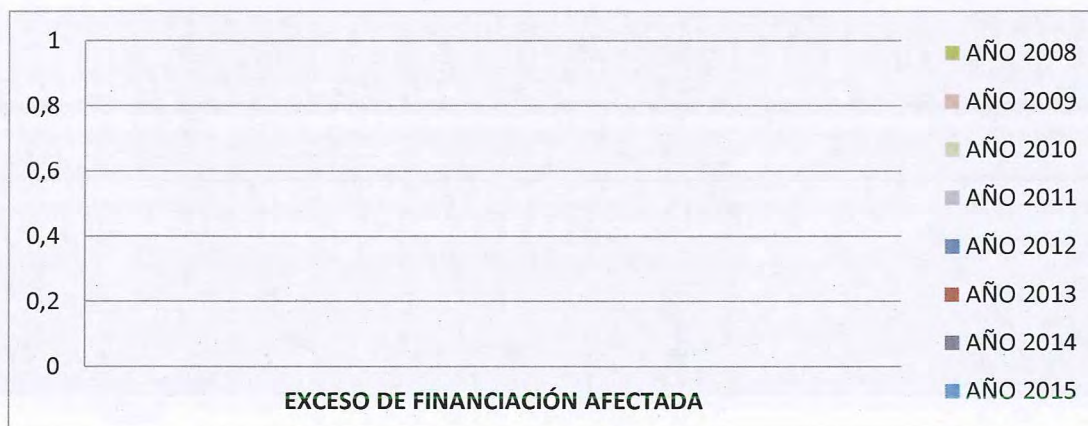 1
0,8
0,6
0,4
0,2
0
EXCESO DE FINANCIACIÓN AFECTADA
AÑO 2008
AÑO 2009
AÑO 2010
AÑO 2011
AÑO 2012
AÑO 2013
AÑO 2014
AÑO 2015